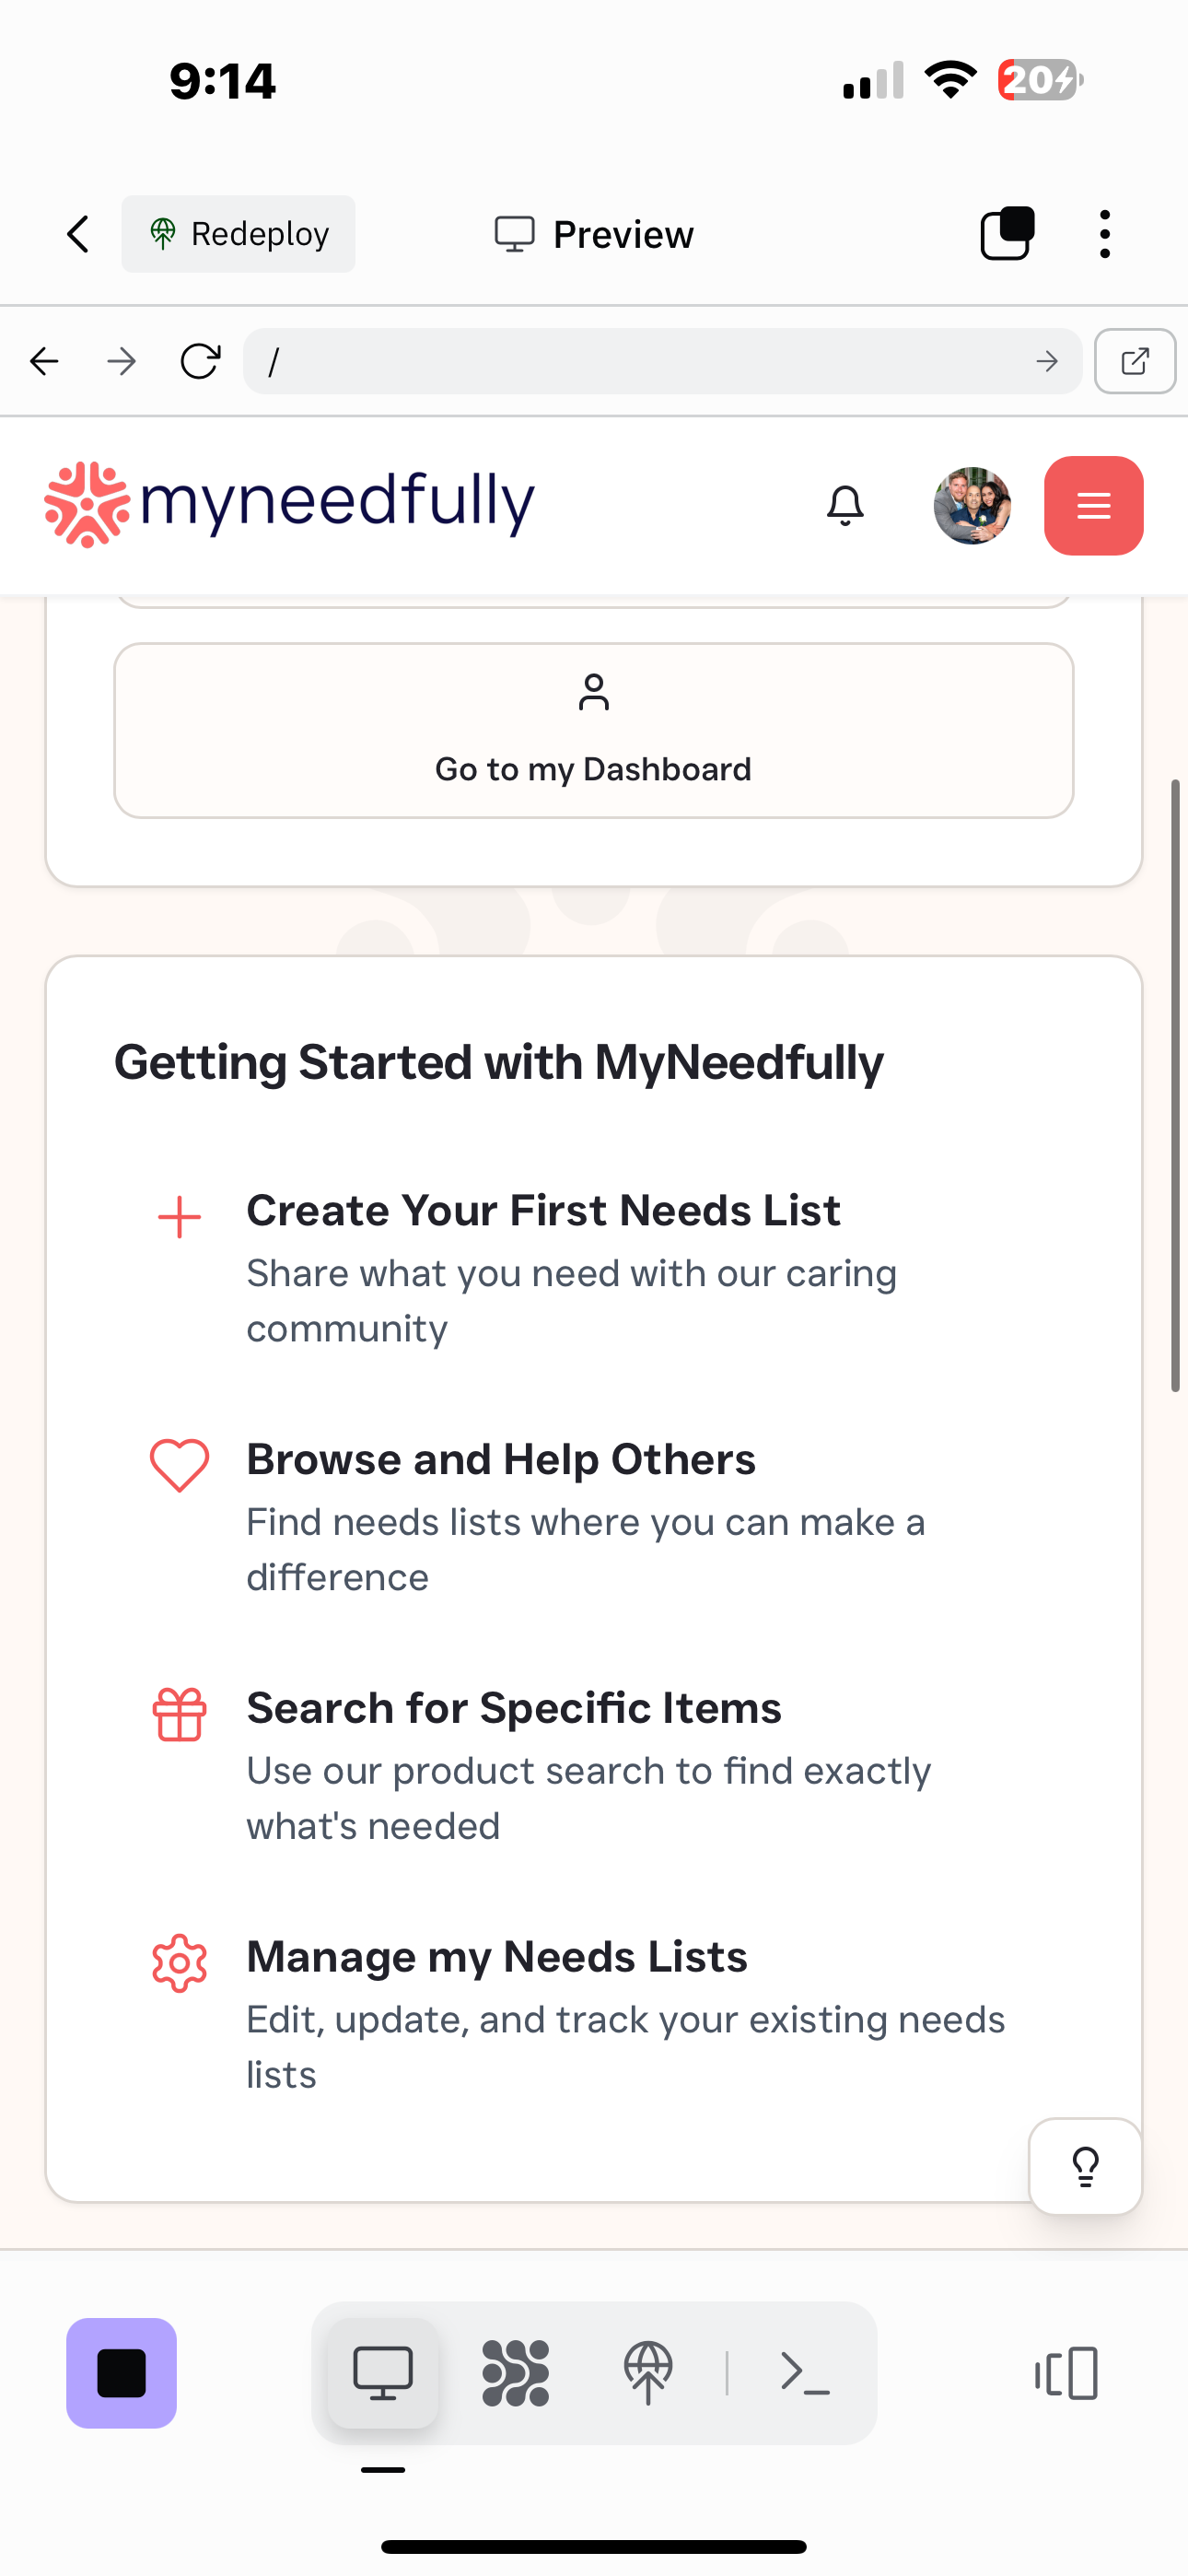 9:14
20
Redeploy
Preview
/
myneedfully
Go to my Dashboard
Getting Started with MyNeedfully
Create Your First Needs List
Share what you need with our caring
community
Browse and Help Others
Find needs lists where you can make a
difference
Search for Specific Items
Use our product search to find exactly
what's needed
Manage my Needs Lists
Edit, update, and track your existing needs
lists